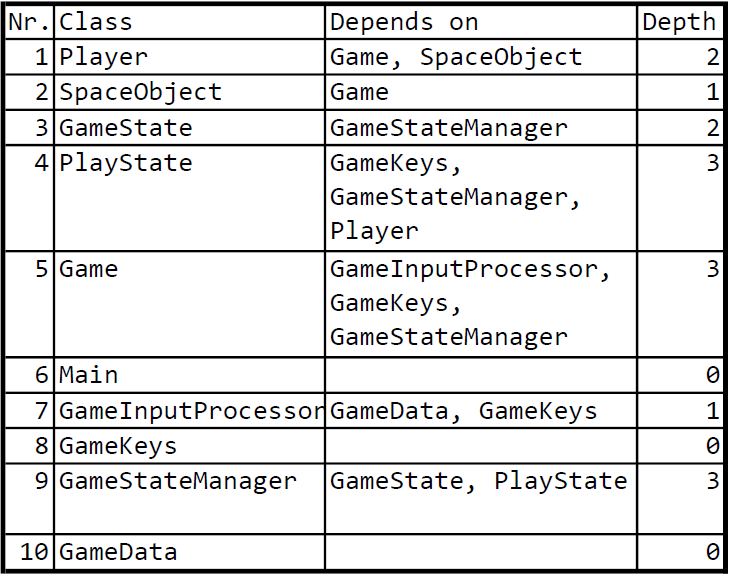 Nr. Class Depends on Depth
1 Player Game, SpaceObject 2
2 SpaceObject Game 1
3 GameState GameStateManager 2
4 PlayState GameKeys, 3
GameStateManager,
Player
5 Game GameInputProcessor, 3
GameKeys,
GameStateManager
6 Main 0
7 GameInputProcessor GameData, GameKeys 1
8 GameKeys 0
9 GameStateManager GameState, PlayState 3
10 GameData 0